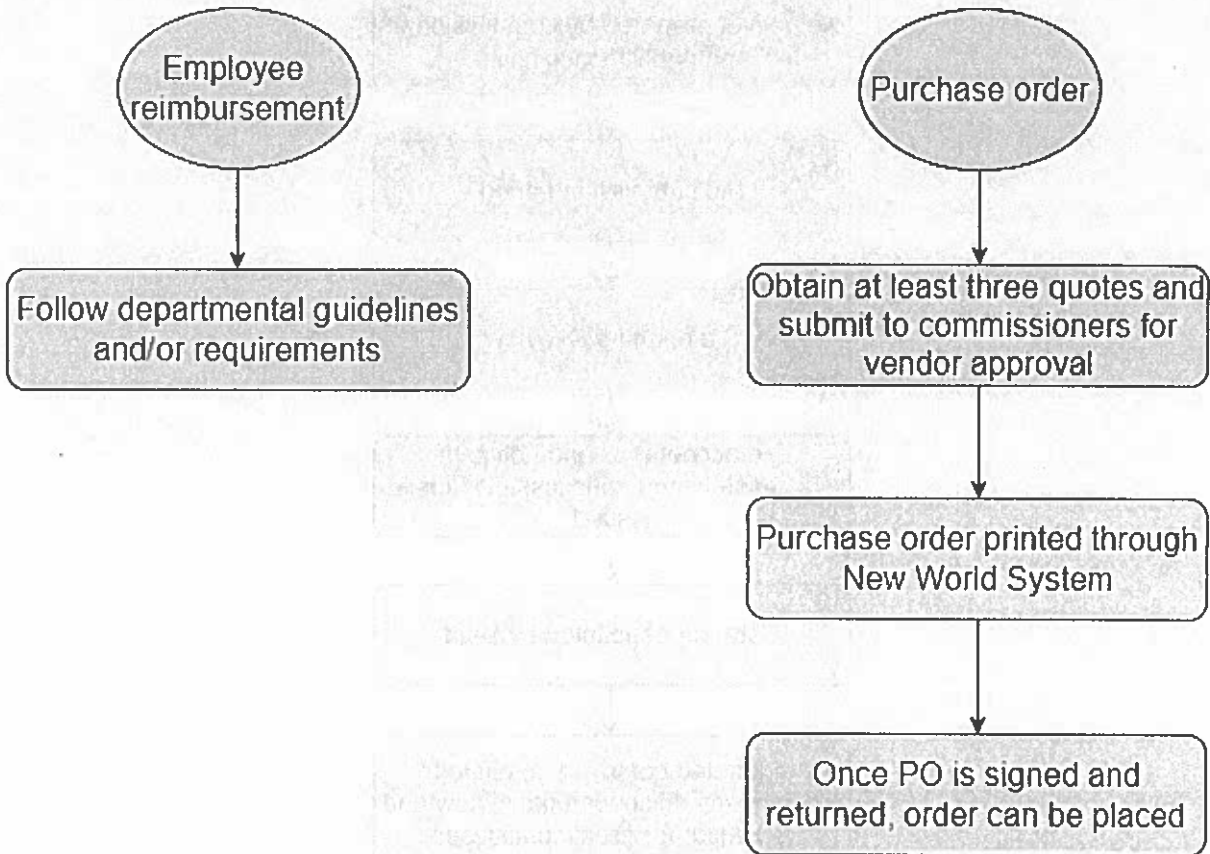 Employee
reimbursement
Follow departmental guidelines
and/or requirements
Purchase order
Obtain at least three quotes and
submit to commissioners for
vendor approval
Purchase order printed through
New World System
Once PO is signed and
returned, order can be placed